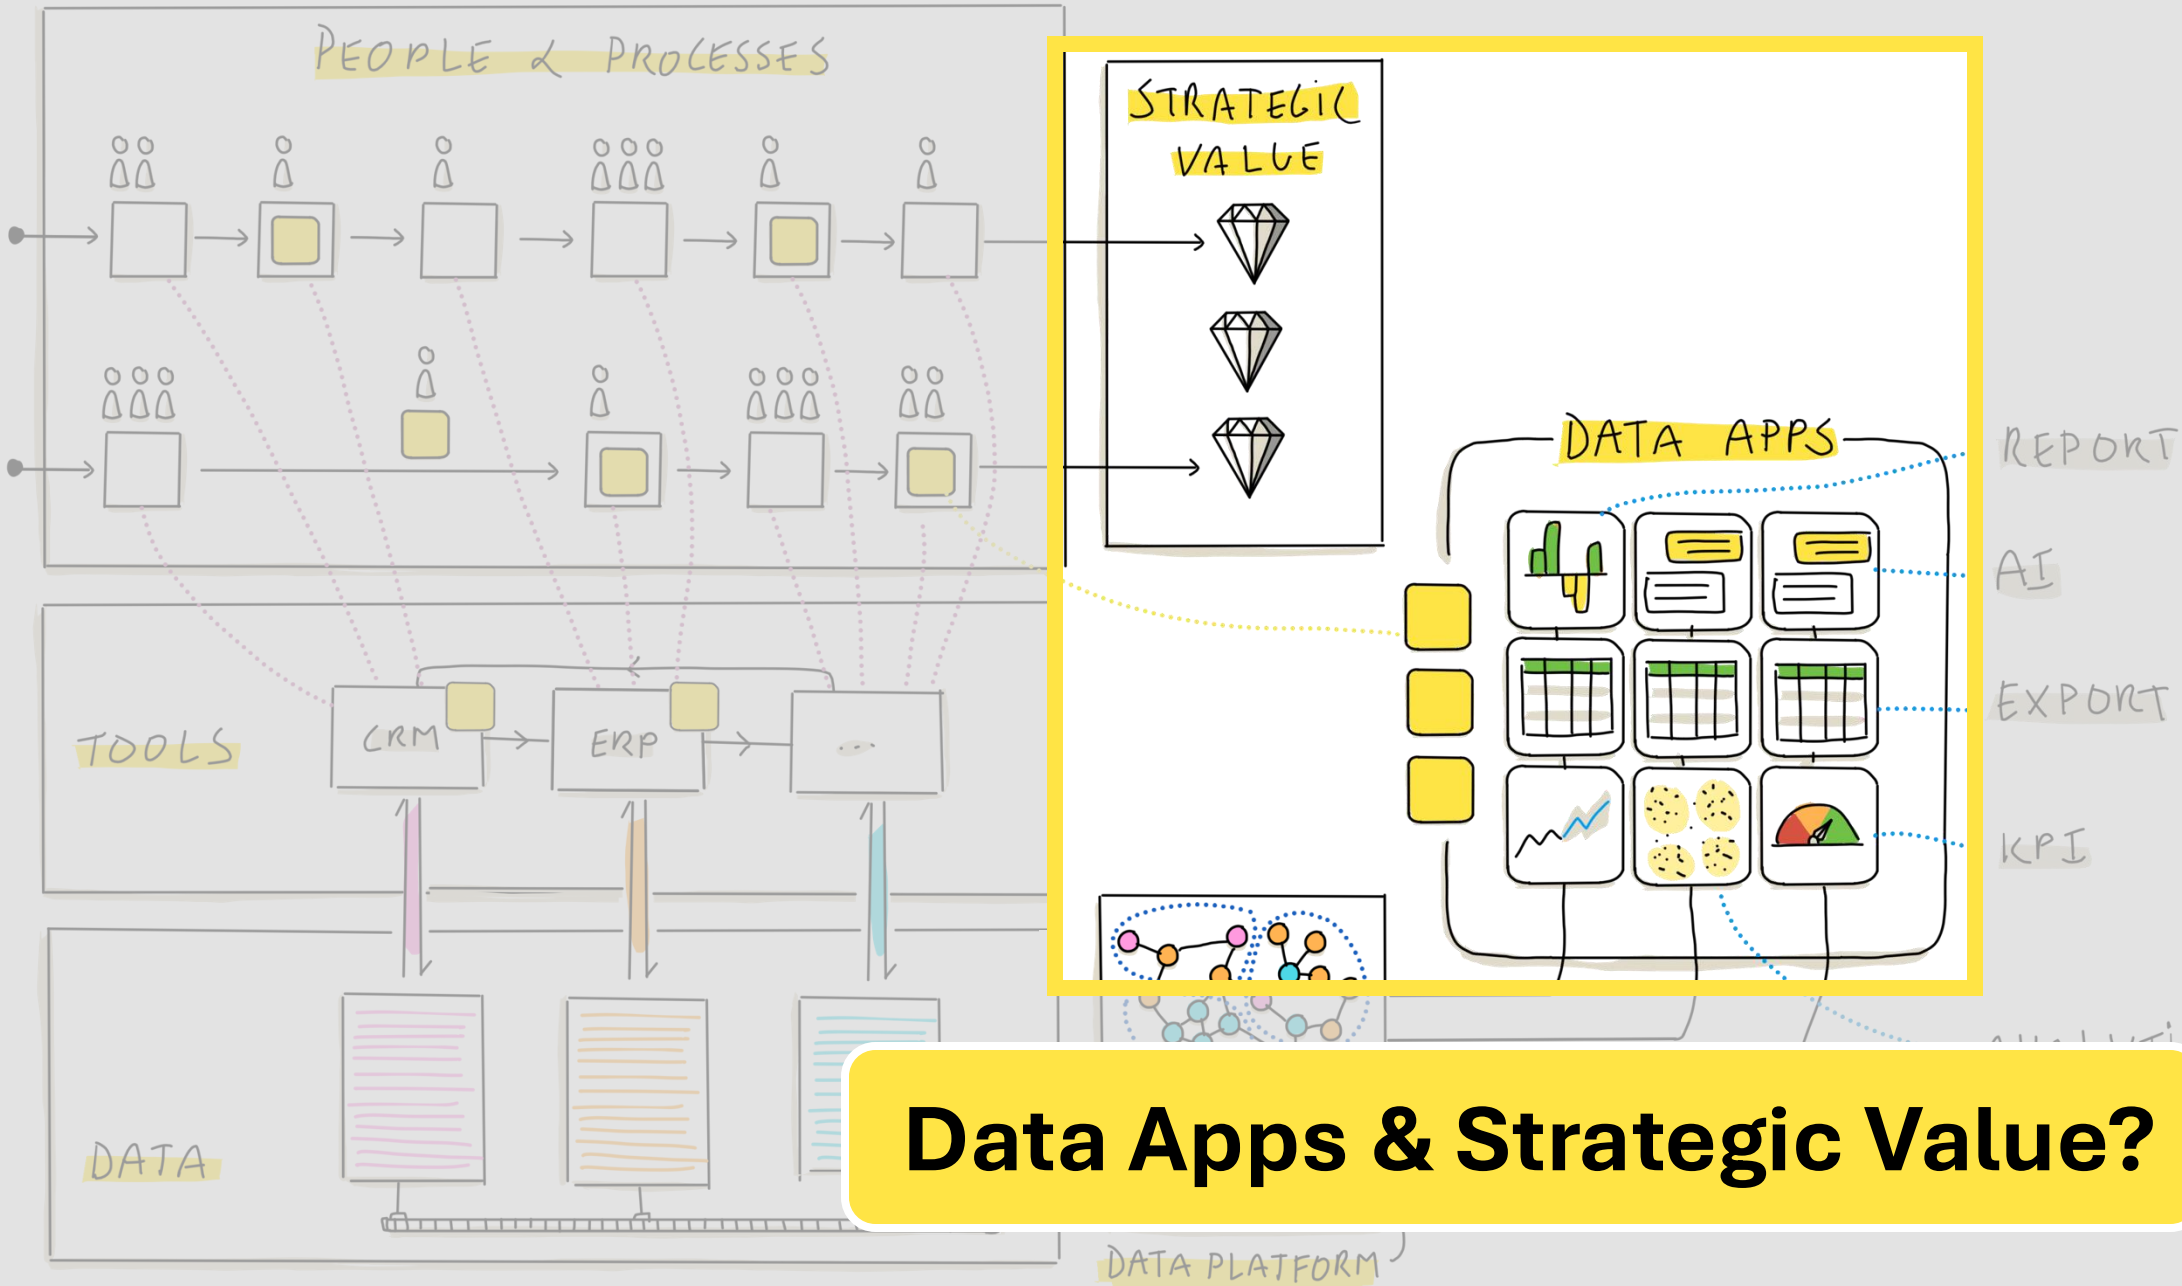 PEOPLE & PROCESSES
STRATEGIC
VALUE
DATA APPS
REPORT
AI
EXPORT
KPI
TOOLS
CRM
ERP
...
DATA
Data Apps & Strategic Value?
DATA PLATFORM